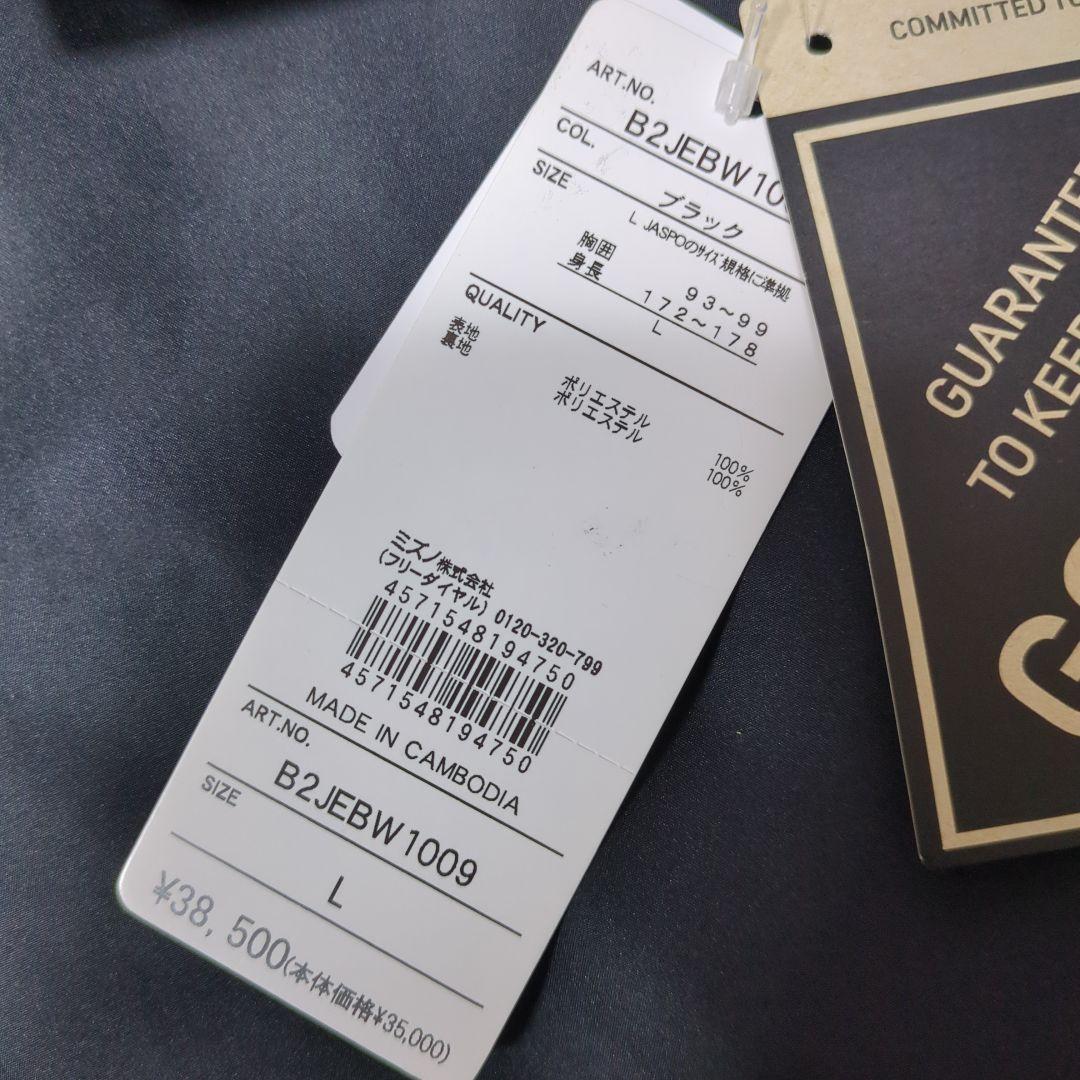 ART.NO.
B2JEBW10
COL.
ブラック
SIZE
L JASPOのサイズ規格に準拠
胸囲 93~99
身長 172~178
L
QUALITY
表地 ポリエステル 100%
裏地 ポリエステル 100%
ミズノ株式会社
(フリーダイヤル) 0120-320-799
4571548194750
4571548194750
MADE IN CAMBODIA
ART.NO.
B2JEBW1009
SIZE
L
¥38,500(本体価格¥35,000)
COMMITTED TO
GUARANTE
TO KEEP
G